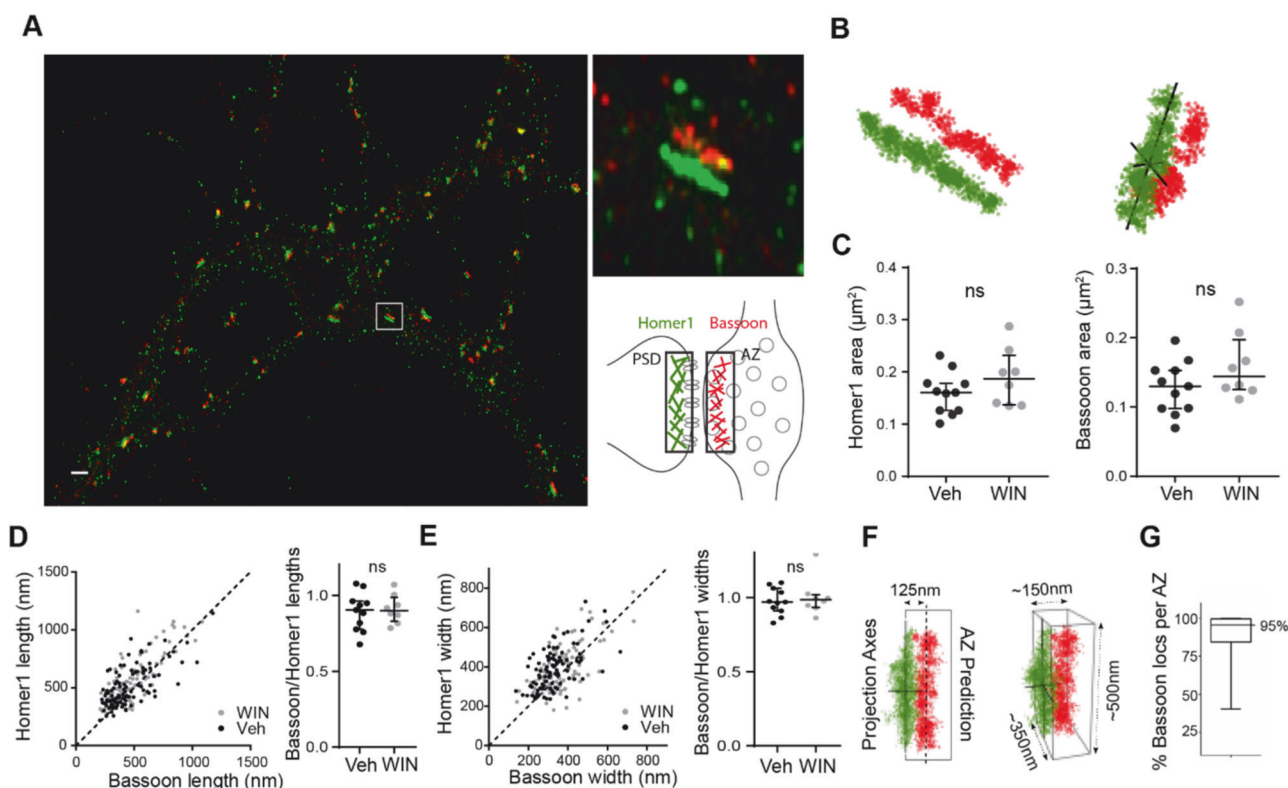 A
B
Homer1
Bassoon
PSD
AZ
C
Homer1 area (µm²)
0.4
0.3
0.2
0.1
0.0
ns
Veh
WIN
Bassooon area (µm²)
0.3
0.2
0.1
0.0
ns
Veh
WIN
D
Homer1 length (nm)
1500
1000
500
0
0
500
1000
1500
Bassoon length (nm)
WIN
Veh
Bassoon/Homer1 lengths
1.0
0.5
0.0
ns
Veh
WIN
E
Homer1 width (nm)
800
600
400
200
0
0
200
400
600
800
Bassoon width (nm)
WIN
Veh
Bassoon/Homer1 widths
1.0
0.5
0.0
ns
Veh
WIN
F
125nm
Projection Axes
AZ Prediction
~150nm
~500nm
~350nm
G
% Bassoon locs per AZ
100
75
50
25
95%